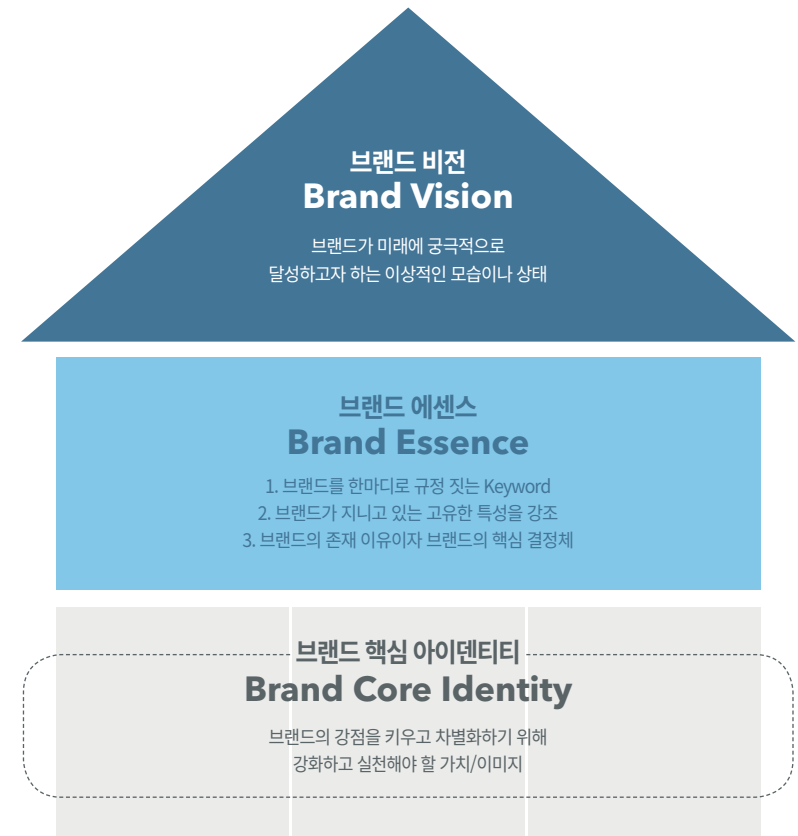 브랜드 비전
Brand Vision
브랜드가 미래에 궁극적으로
달성하고자 하는 이상적인 모습이나 상태
브랜드 에센스
Brand Essence
1. 브랜드를 한마디로 규정 짓는 Keyword
2. 브랜드가 지니고 있는 고유한 특성을 강조
3. 브랜드의 존재 이유이자 브랜드의 핵심 결정체
브랜드 핵심 아이덴티티
Brand Core Identity
브랜드의 강점을 키우고 차별화하기 위해
강화하고 실천해야 할 가치/이미지